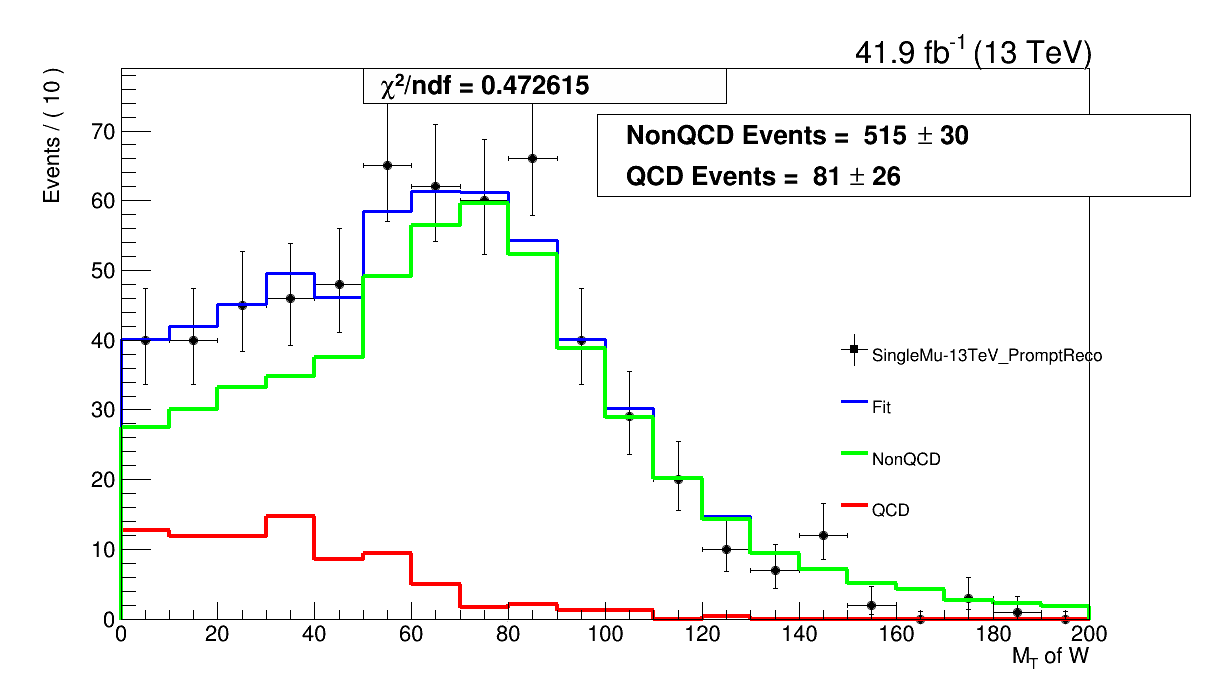 41.9 fb-1 (13 TeV)
Events / ( 10 )
χ²/ndf = 0.472615
NonQCD Events = 515 ± 30
QCD Events = 81 ± 26
70
60
50
40
30
20
10
0
SingleMu-13TeV_PromptReco
Fit
NonQCD
QCD
0 20 40 60 80 100 120 140 160 180 200
MT of W